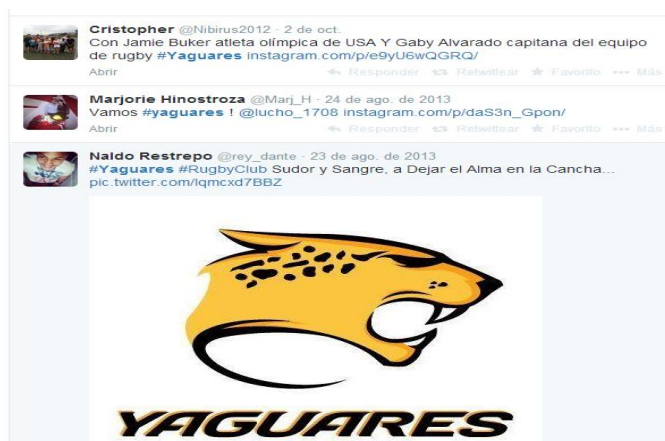 Cristopher @Nibirus2012 · 2 de oct.
Con Jamie Buker atleta olímpica de USA Y Gaby Alvarado capitana del equipo
de rugby #Yaguares instagram.com/p/e9yU6wQGRQ/
Abrir Responder Retwittear Favorito Más
Marjorie Hinostroza @Marj_H · 24 de ago. de 2013
Vamos #yaguares ! @lucho_1708 instagram.com/p/daS3n_Gpon/
Abrir Responder Retwittear Favorito Más
Naldo Restrepo @rey_dante · 23 de ago. de 2013
#Yaguares #RugbyClub Sudor y Sangre, a Dejar el Alma en la Cancha...
pic.twitter.com/lqmcxd7BBZ
YAGUARES